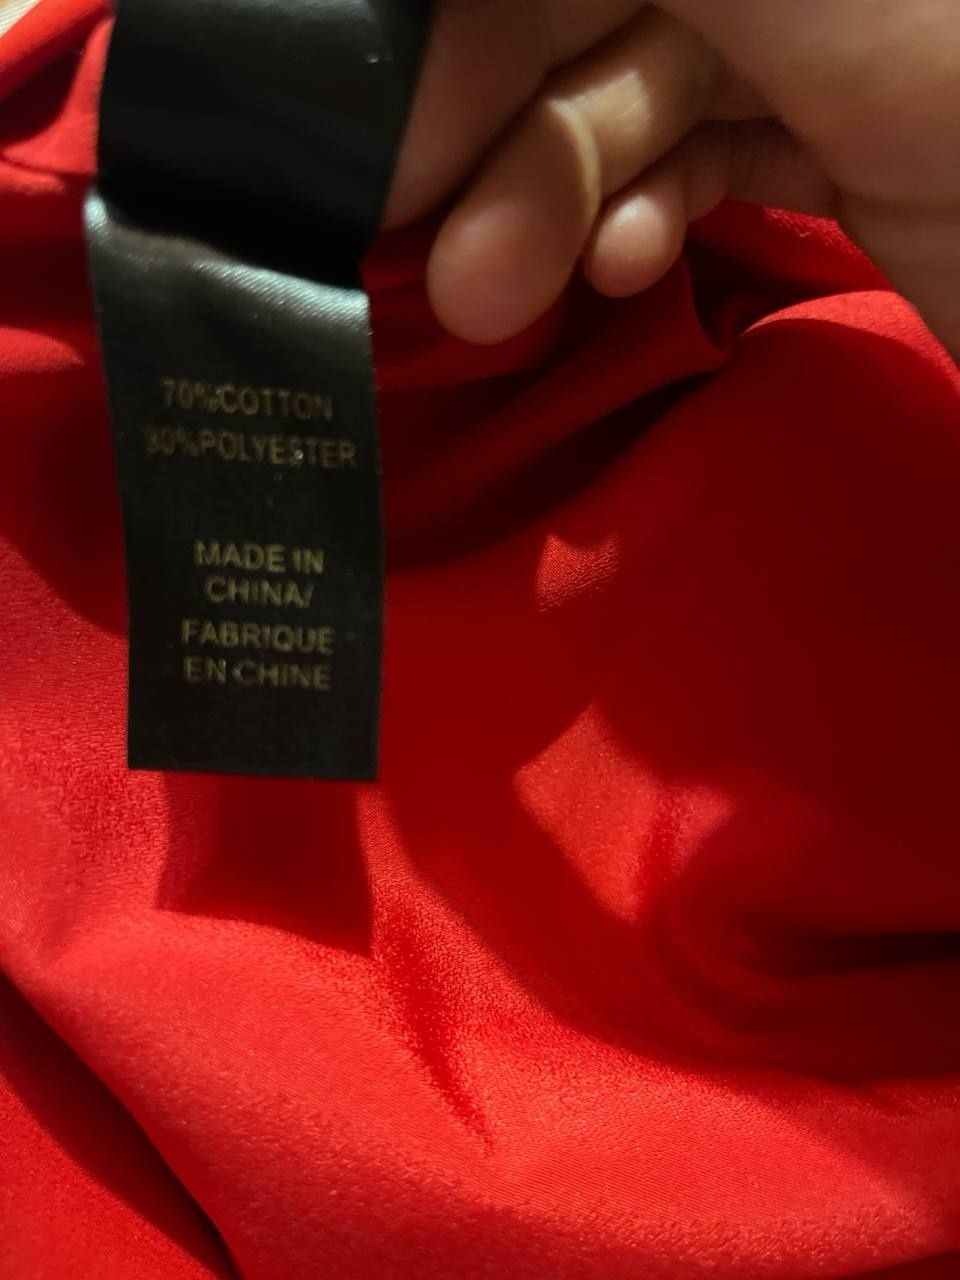 70%COTTON
30%POLYESTER
MADE IN
CHINA/
FABRIQUE
EN CHINE